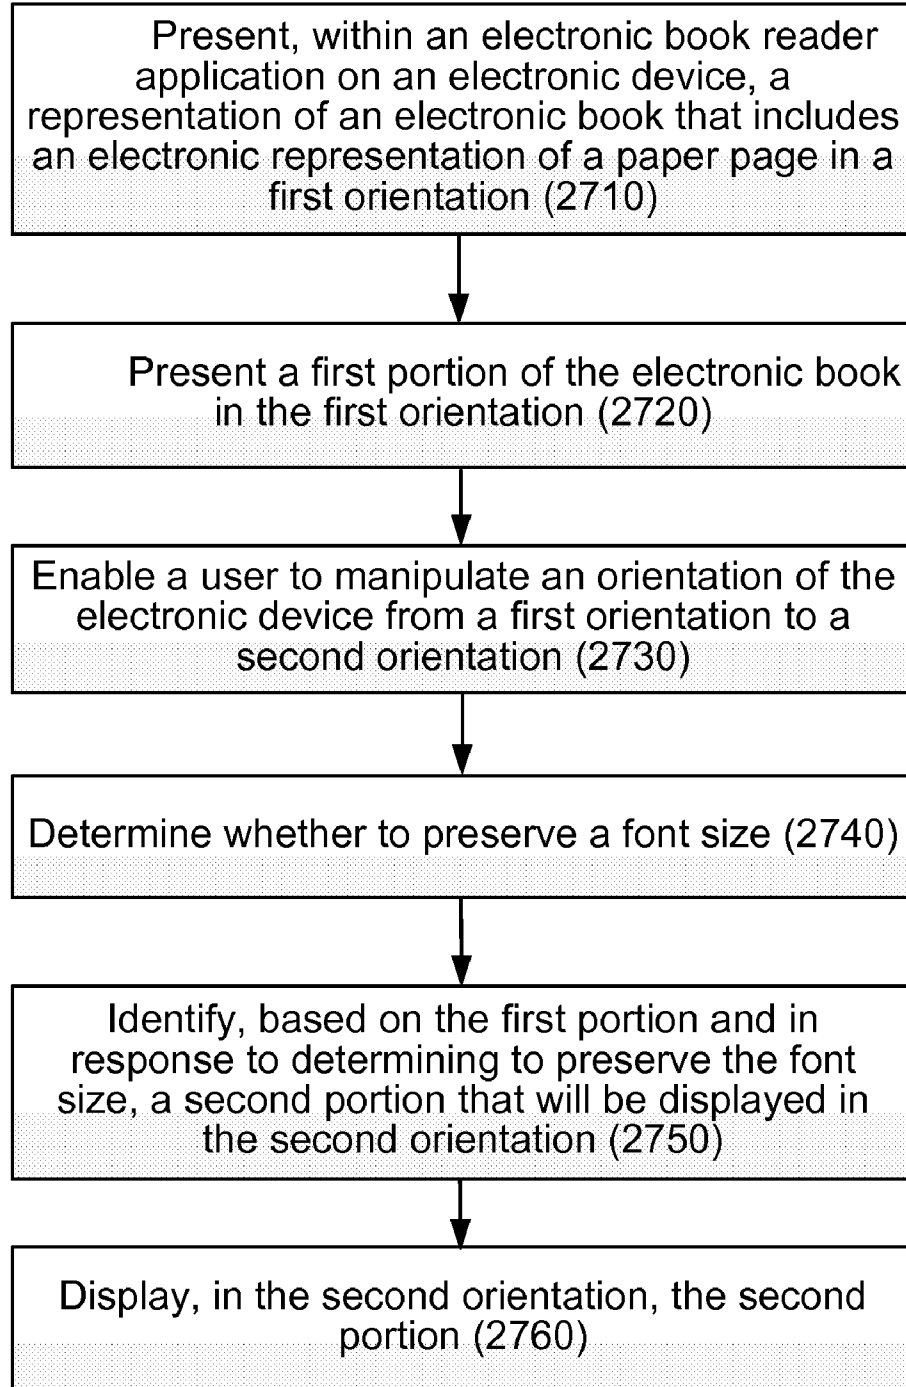 Present, within an electronic book reader
application on an electronic device, a
representation of an electronic book that includes
an electronic representation of a paper page in a
first orientation (2710)
Present a first portion of the electronic book
in the first orientation (2720)
Enable a user to manipulate an orientation of the
electronic device from a first orientation to a
second orientation (2730)
Determine whether to preserve a font size (2740)
Identify, based on the first portion and in
response to determining to preserve the font
size, a second portion that will be displayed in
the second orientation (2750)
Display, in the second orientation, the second
portion (2760)